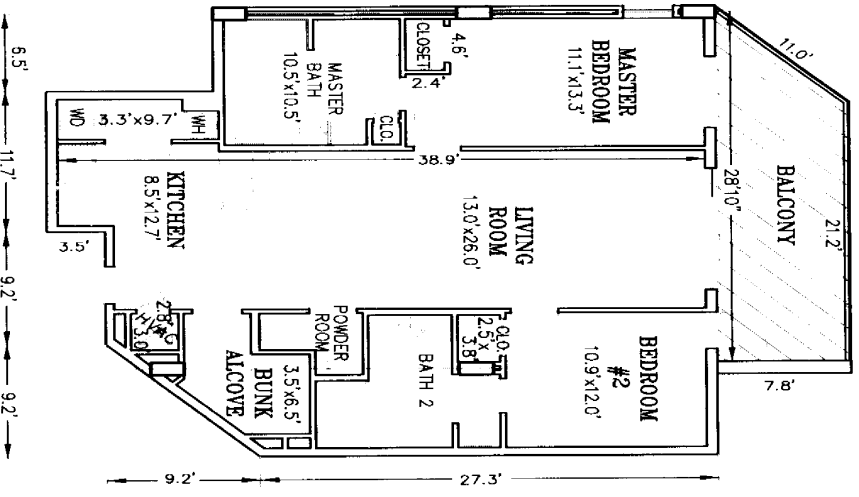 6.5'
11.7'
9.2'
9.2'
CLOSET
4.6'
2.4'
MASTER
BEDROOM
11.1'x13.3'
11.0'
MASTER
BATH
10.5'x10.5'
CLO.
WD
3.3'x9.7'
WH
38.9'
28'10"
BALCONY
21.2'
KITCHEN
8.5'x12.7'
3.5'
LIVING
ROOM
13.0'x26.0'
2.8'
3.0'
POWDER
ROOM
CLO.
2.5'x
3.8'
BUNK
ALCOVE
3.5'x6.5'
BATH 2
BEDROOM
#2
10.9'x12.0'
7.8'
9.2'
27.3'